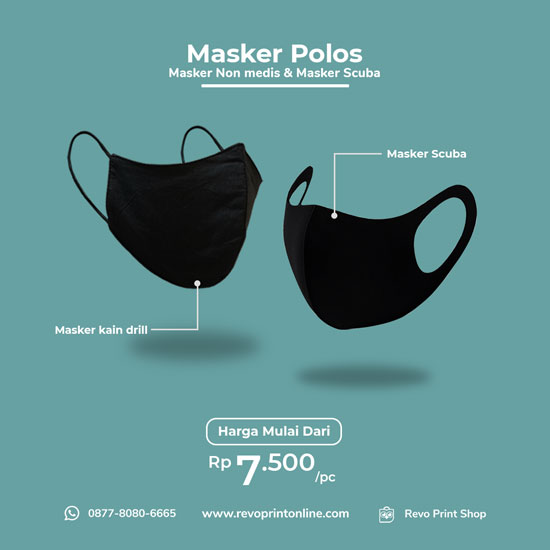 Masker Polos
Masker Non medis & Masker Scuba
Masker Scuba
Masker kain drill
Harga Mulai Dari
Rp 7.500 /pc
0877-8080-6665 www.revoprintonline.com Revo Print Shop